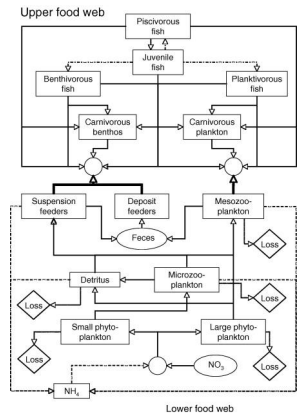 Upper food web
Piscivorous
fish
Juvenile
fish
Benthivorous
fish
Planktivorous
fish
Carnivorous
benthos
Carnivorous
plankton
Suspension
feeders
Deposit
feeders
Mesozoo-
plankton
Feces
Loss
Detritus
Microzoo-
plankton
Loss
Loss
Small phyto-
plankton
Large phyto-
plankton
Loss
Loss
NO3
NH4
Lower food web